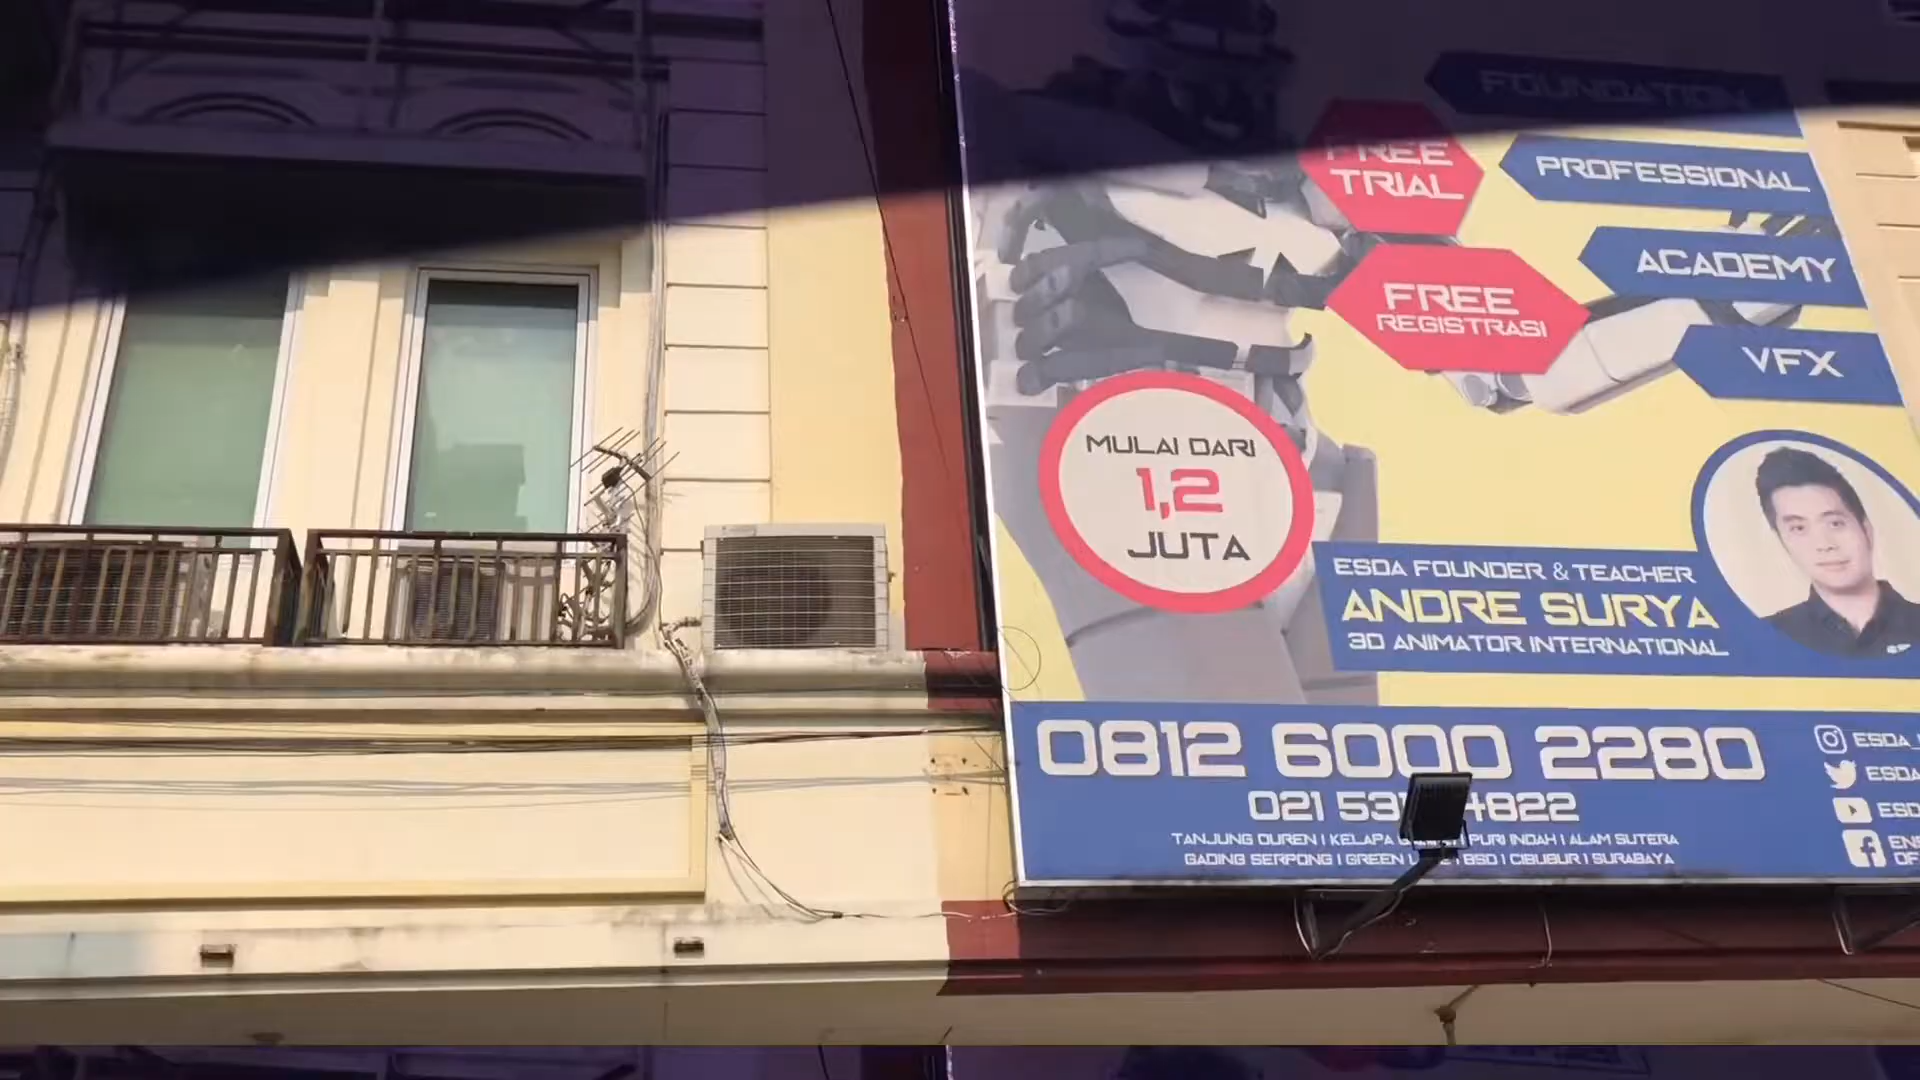 FOUNDATION
FREE
TRIAL
PROFESSIONAL
ACADEMY
FREE
REGISTRASI
VFX
MULAI DARI
1,2
JUTA
ESDA FOUNDER & TEACHER
ANDRE SURYA
3D ANIMATOR INTERNATIONAL
0812 6000 2280
021 4822
TANJUNG DUREN | KELAPA | PURI INDAH | ALAM SUTERA
GADING SERPONG | GREEN | BSD | CIBUBUR | SURABAYA
ESDA
ESDA